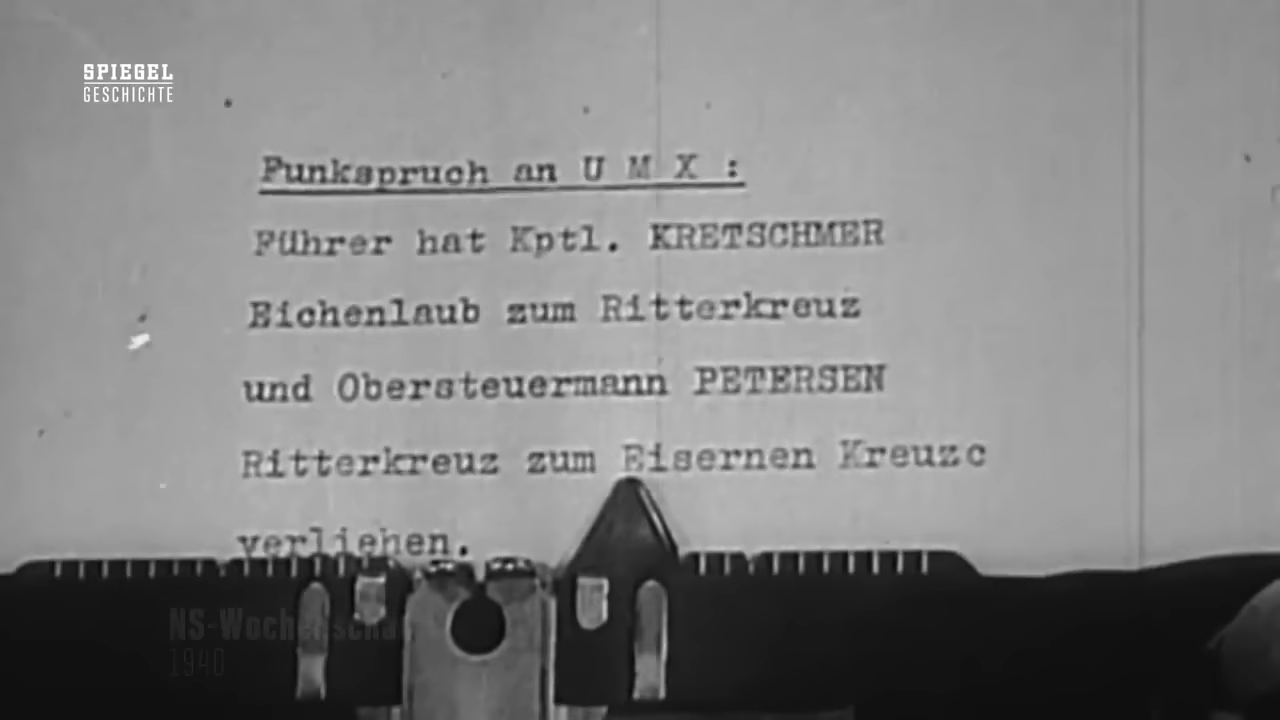 SPIEGEL
GESCHICHTE
Funkspruch an U M X :
Führer hat Kptl. KRETSCHMER
Eichenlaub zum Ritterkreuz
und Obersteuermann PETERSEN
Ritterkreuz zum Eisernen Kreuze
verliehen.
NS-Wochenschau
1940